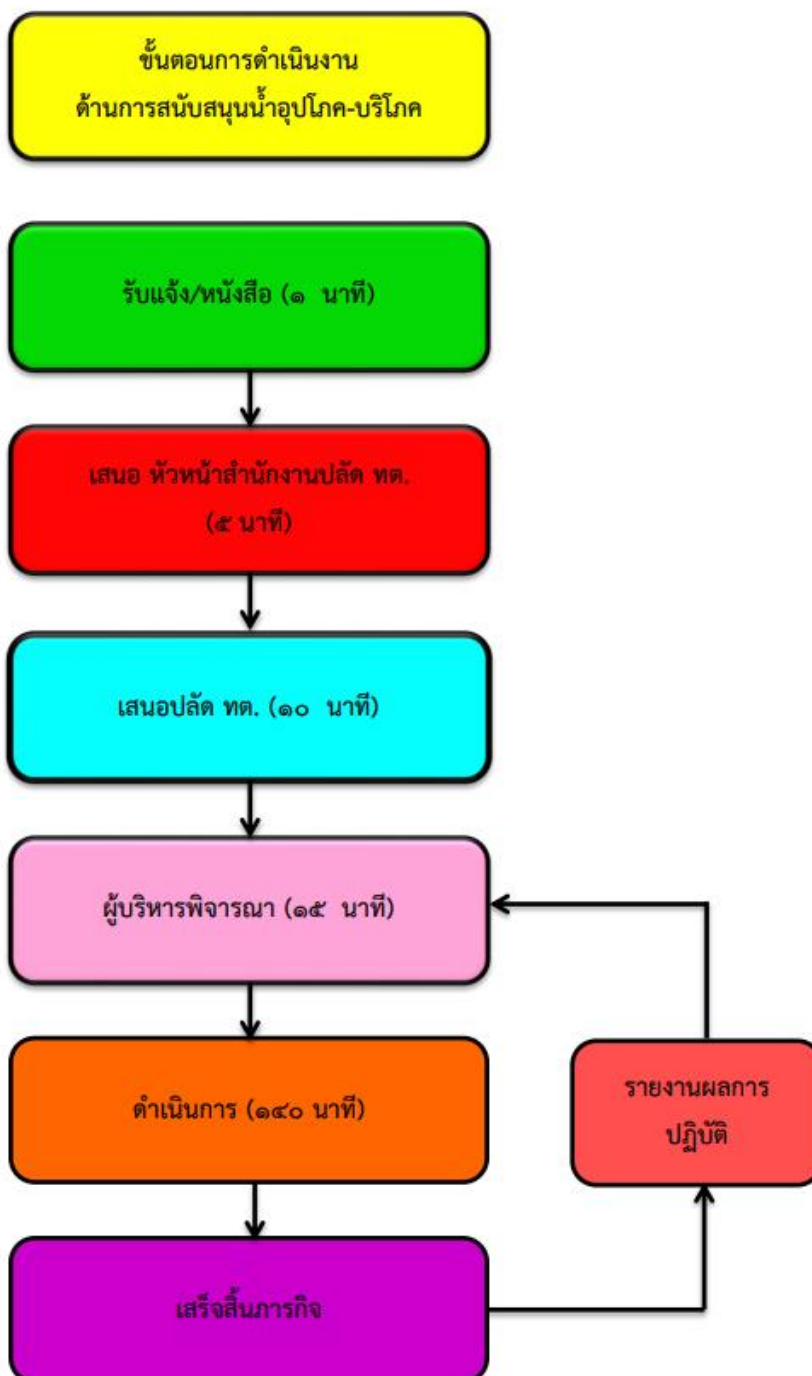 ขั้นตอนการดำเนินงาน
ด้านการสนับสนุนน้ำอุปโภค-บริโภค
รับแจ้ง/หนังสือ (๑ นาที)
เสนอ หัวหน้าสำนักงานปลัด ทต.
(๕ นาที)
เสนอปลัด ทต. (๑๐ นาที)
ผู้บริหารพิจารณา (๑๕ นาที)
ดำเนินการ (๑๔๐ นาที)
รายงานผลการ
ปฏิบัติ
เสร็จสิ้นภารกิจ